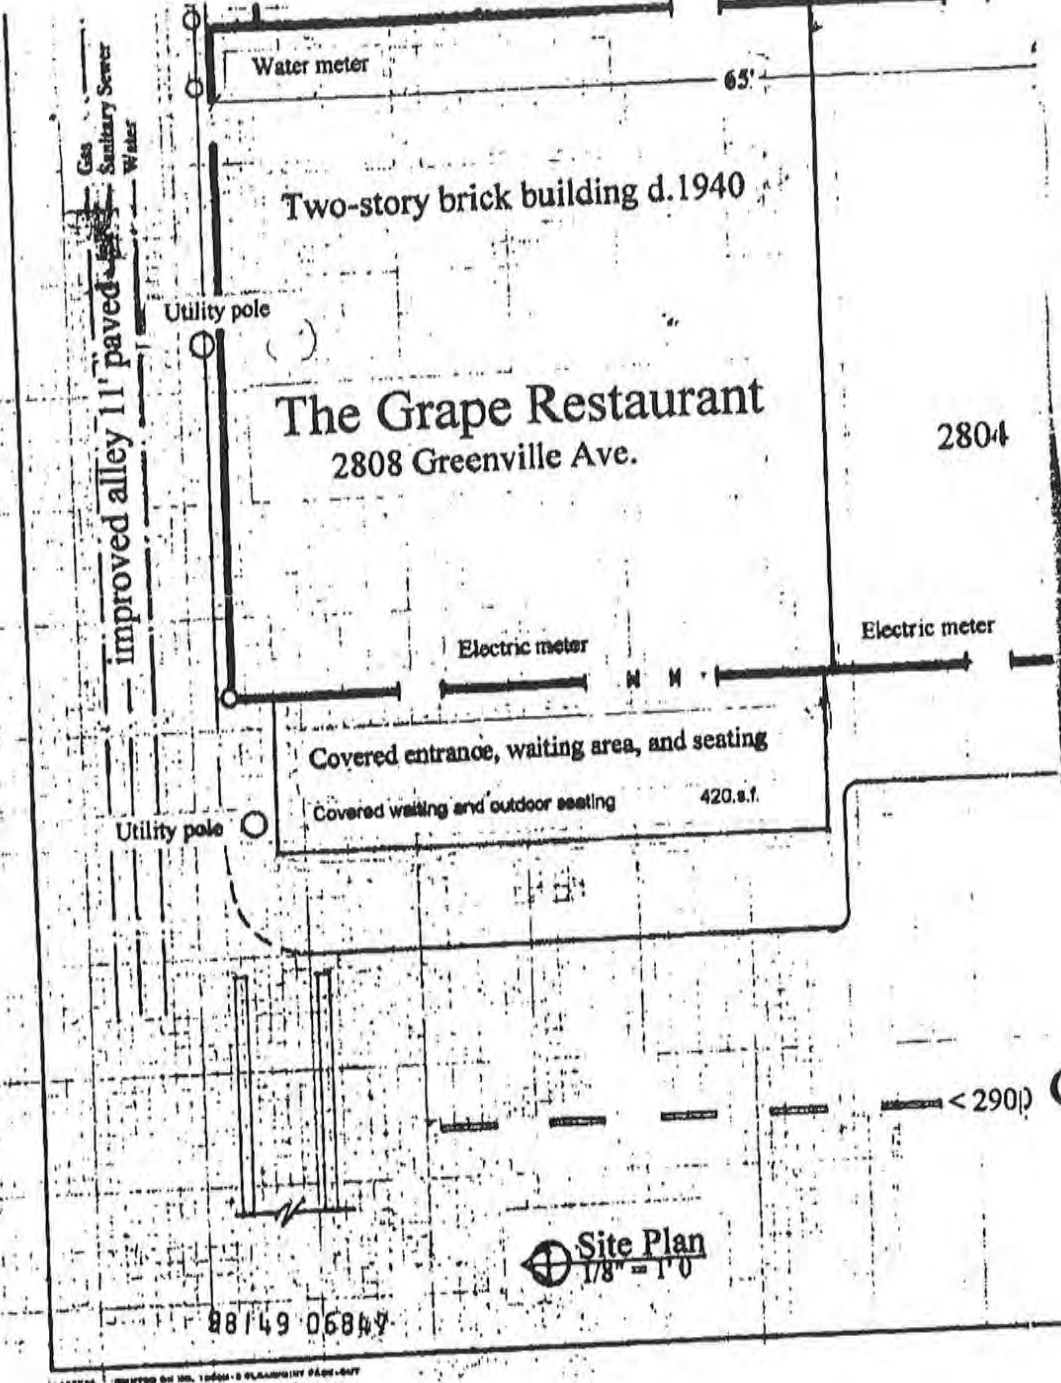 Water meter
65'
Gas
Sanitary Sewer
Water
Two-story brick building d.1940
Utility pole
improved alley 11' paved
The Grape Restaurant
2808 Greenville Ave.
2804
Electric meter
Electric meter
Covered entrance, waiting area, and seating
Covered waiting and outdoor seating 420.s.f.
Utility pole
< 2900
Site Plan
1/8" = 1' 0